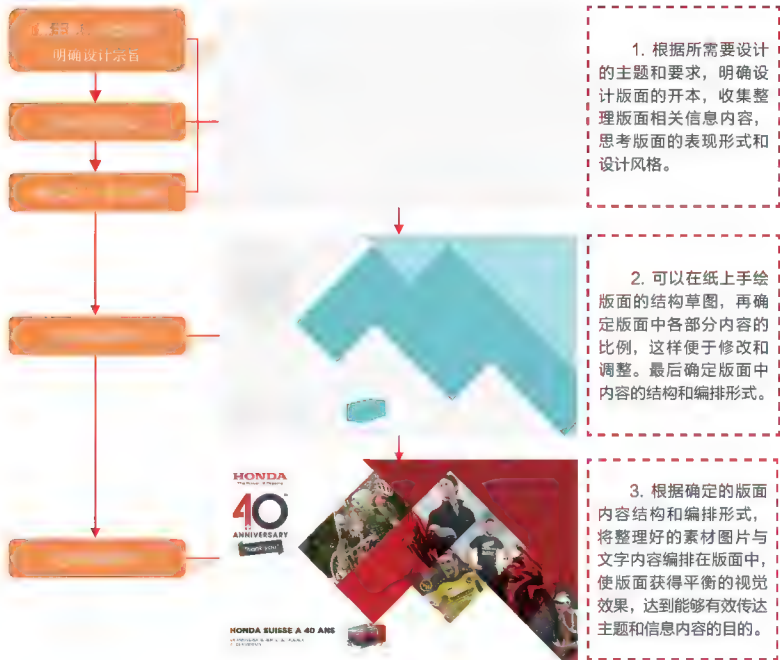 明确设计宗旨
1. 根据所需要设计
的主题和要求，明确设
计版面的开本，收集整
理版面相关信息内容，
思考版面的表现形式和
设计风格。
2. 可以在纸上手绘
版面的结构草图，再确
定版面中各部分内容的
比例，这样便于修改和
调整。最后确定版面中
内容的结构和编排形式。
HONDA
The Power of Dreams
40
ANNIVERSARY
HONDA SUISSE A 40 ANS
3. 根据确定的版面
内容结构和编排形式，
将整理好的素材图片与
文字内容编排在版面中，
使版面获得平衡的视觉
效果，达到能够有效传达
主题和信息内容的目的。